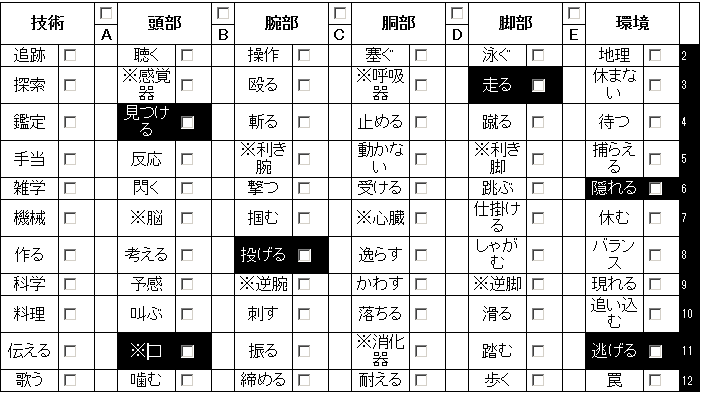 技術 A 頭部 B 腕部 C 胴部 D 脚部 E 環境
追跡 聴く 操作 塞ぐ 泳ぐ 地理 2
探索 ※感覚器 殴る ※呼吸器 走る 休まない 3
鑑定 見つける 斬る 止める 蹴る 待つ 4
手当 反応 ※利き腕 動かない ※利き脚 捕らえる 5
雑学 閃く 撃つ 受ける 跳ぶ 隠れる 6
機械 ※脳 掴む ※心臓 仕掛ける 休む 7
作る 考える 投げる 逸らす しゃがむ バランス 8
科学 予感 ※逆腕 かわす ※逆脚 現れる 9
料理 叫ぶ 刺す 落ちる 滑る 追い込む 10
伝える ※口 振る ※消化器 踏む 逃げる 11
歌う 噛む 締める 耐える 歩く 罠 12